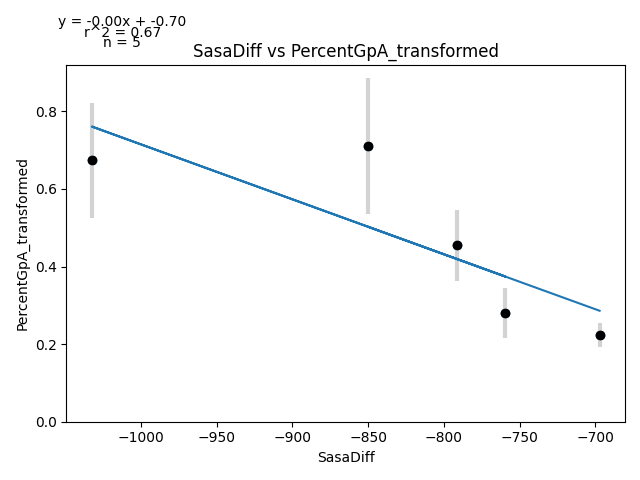 y = -0.00x + -0.70
r^2 = 0.67
n = 5
SasaDiff vs PercentGpA_transformed
PercentGpA_transformed
0.8
0.6
0.4
0.2
0.0
−1000 −950 −900 −850 −800 −750 −700
SasaDiff